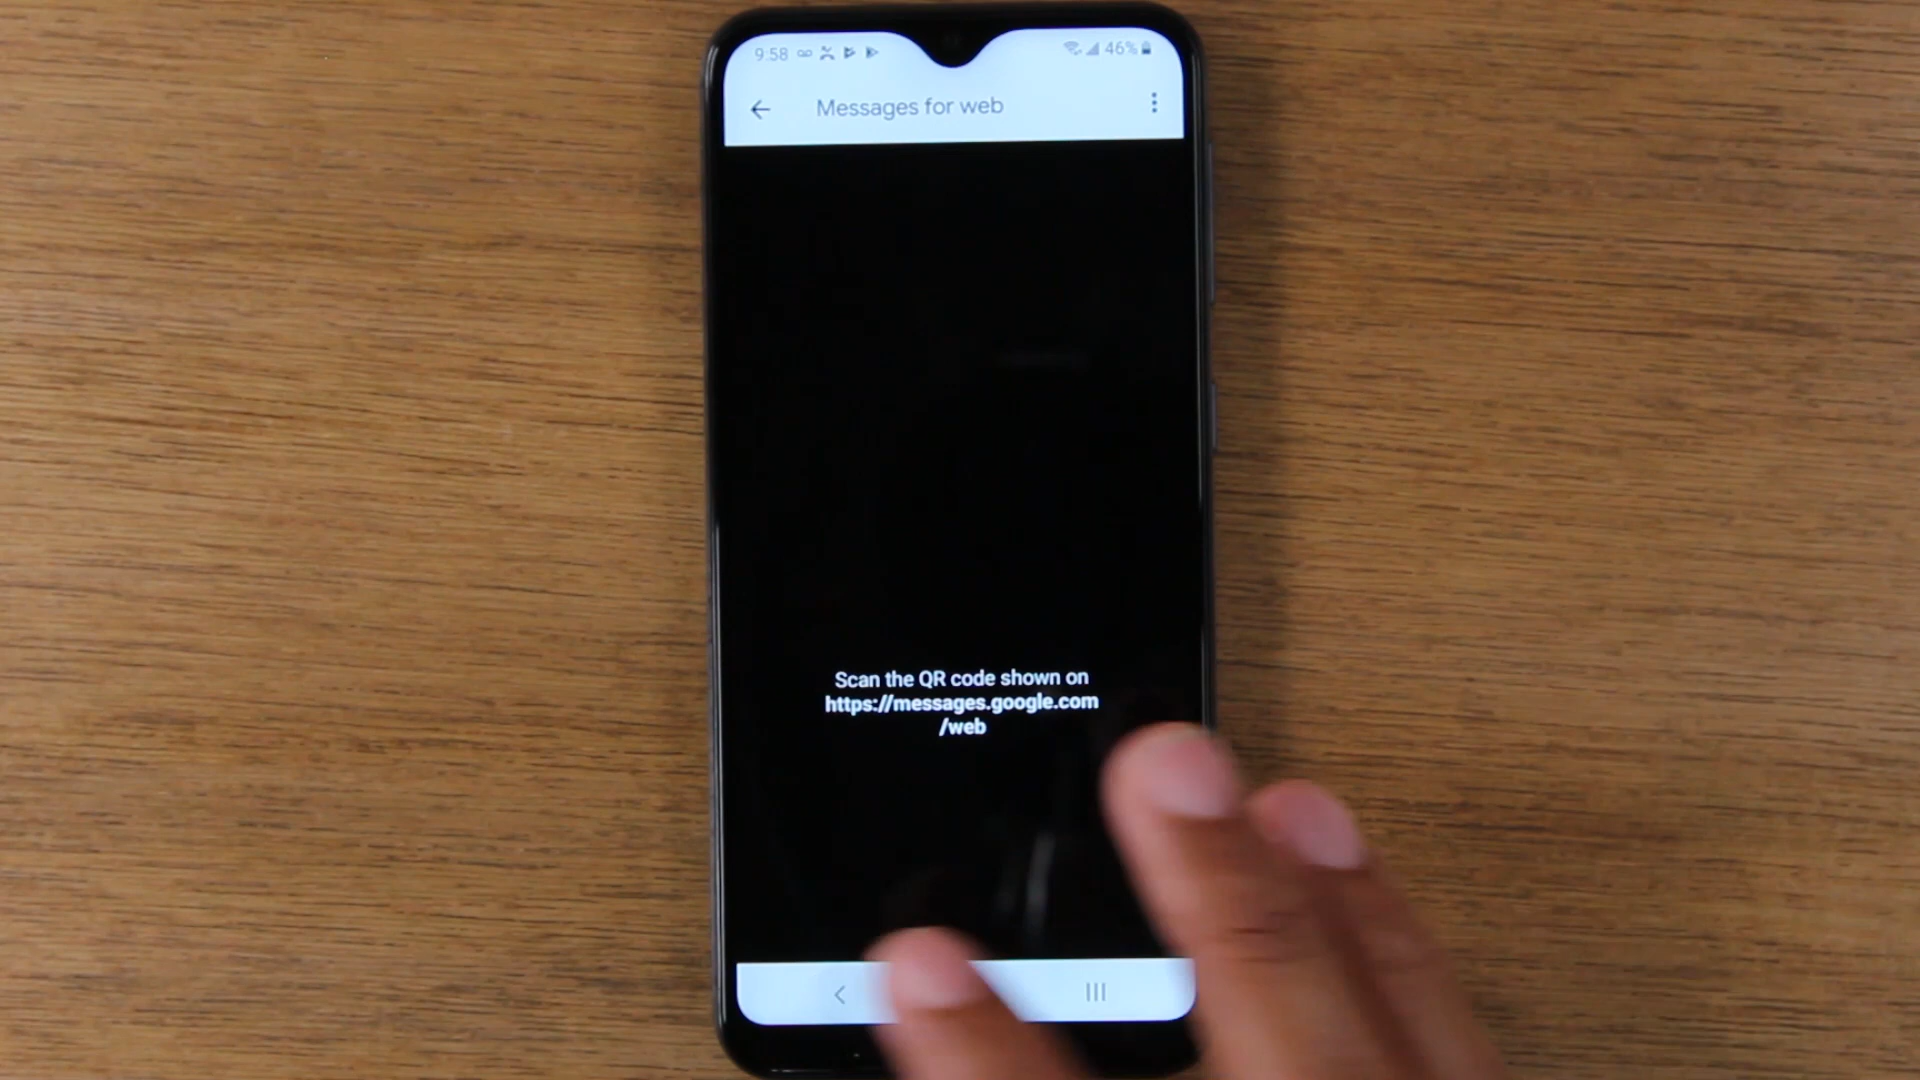 9:58 46%
Messages for web
Scan the QR code shown on
https://messages.google.com
/web